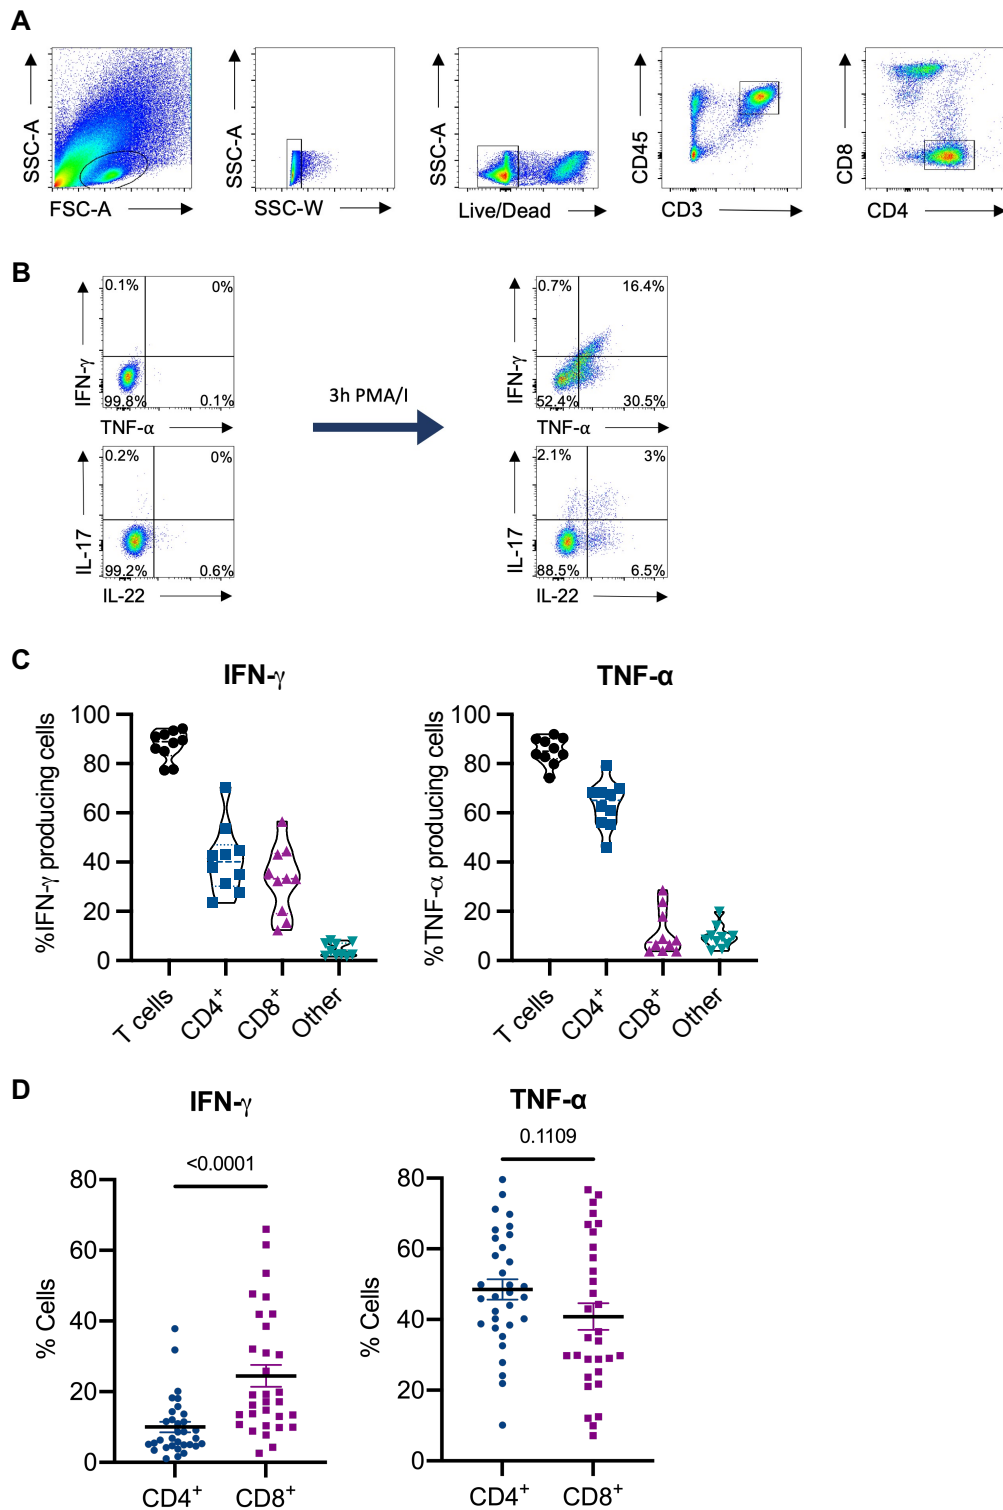 A
SSC-A
FSC-A
SSC-A
SSC-W
SSC-A
Live/Dead
CD45
CD3
CD8
CD4
B
0.1% 0%
IFN-γ
99.8% 0.1%
TNF-α
3h PMA/I
0.7% 16.4%
IFN-γ
52.4% 30.5%
TNF-α
0.2% 0%
IL-17
99.2% 0.6%
IL-22
2.1% 3%
IL-17
88.5% 6.5%
IL-22
C
IFN-γ
%IFN-γ producing cells
100
80
60
40
20
0
T cells CD4⁺ CD8⁺ Other
TNF-α
%TNF-α producing cells
100
80
60
40
20
0
T cells CD4⁺ CD8⁺ Other
D
IFN-γ
<0.0001
% Cells
80
60
40
20
0
CD4⁺ CD8⁺
TNF-α
0.1109
% Cells
80
60
40
20
0
CD4⁺ CD8⁺